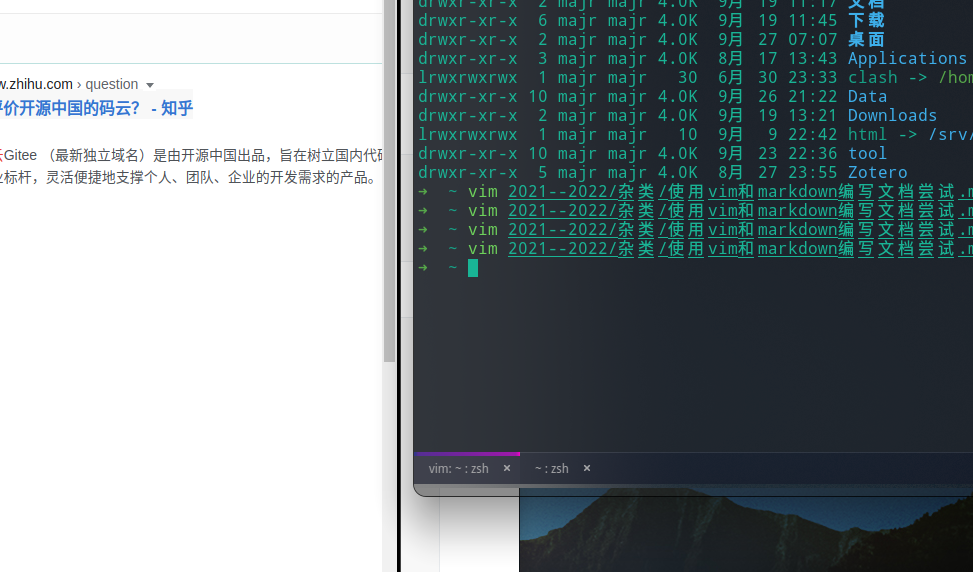 w.zhihu.com › question
价开源中国的码云? - 知乎
Gitee （最新独立域名）是由开源中国出品，旨在树立国内代码
标杆，灵活便捷地支撑个人、团队、企业的开发需求的产品。
drwxr-xr-x 2 majr majr 4.0K 9月 19 11:17 文档
drwxr-xr-x 6 majr majr 4.0K 9月 19 11:45 下载
drwxr-xr-x 2 majr majr 4.0K 9月 27 07:07 桌面
drwxr-xr-x 3 majr majr 4.0K 8月 17 13:43 Applications
lrwxrwxrwx 1 majr majr 30 6月 30 23:33 clash -> /hom
drwxr-xr-x 10 majr majr 4.0K 9月 26 21:22 Data
drwxr-xr-x 2 majr majr 4.0K 9月 19 13:21 Downloads
lrwxrwxrwx 1 majr majr 10 9月 9 22:42 html -> /srv/
drwxr-xr-x 10 majr majr 4.0K 9月 23 22:36 tool
drwxr-xr-x 5 majr majr 4.0K 8月 27 23:55 Zotero
➜ ~ vim 2021--2022/杂类/使用vim和markdown编写文档尝试.m
➜ ~ vim 2021--2022/杂类/使用vim和markdown编写文档尝试.m
➜ ~ vim 2021--2022/杂类/使用vim和markdown编写文档尝试.m
➜ ~ vim 2021--2022/杂类/使用vim和markdown编写文档尝试.m
➜ ~
vim: ~ : zsh × ~ : zsh ×